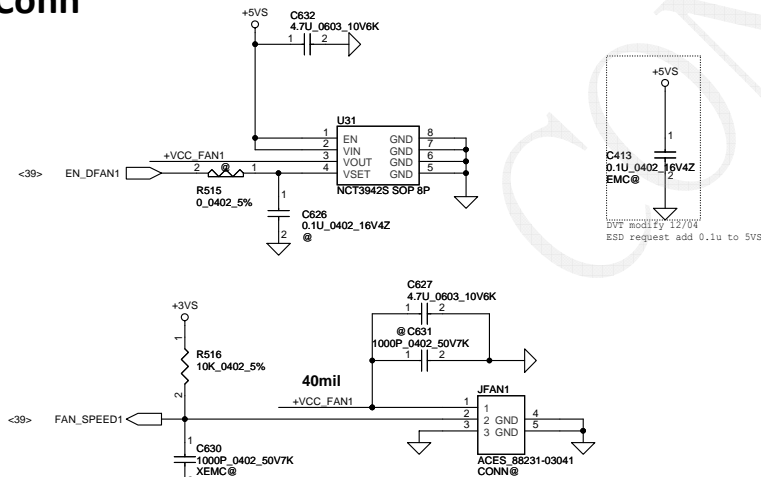 Conn
+5VS
C632
4.7U_0603_10V6K
1 2
U31
1 EN GND 8
2 VIN GND 7
3 VOUT GND 6
4 VSET GND 5
NCT3942S SOP 8P
+VCC_FAN1
<39> EN_DFAN1
2 @ 1
R515
0_0402_5%
1
C626
0.1U_0402_16V4Z
2 @
+5VS
1
C413
0.1U_0402_16V4Z
EMC@
2
DVT modify 12/04
ESD request add 0.1u to 5VS
+3VS
1
R516
10K_0402_5%
2
C627
4.7U_0603_10V6K
1 2
@ C631
1000P_0402_50V7K
1 2
40mil
+VCC_FAN1
<39> FAN_SPEED1
JFAN1
1 1
2 2 GND 4
3 3 GND 5
ACES_88231-03041
CONN@
1
C630
1000P_0402_50V7K
XEMC@